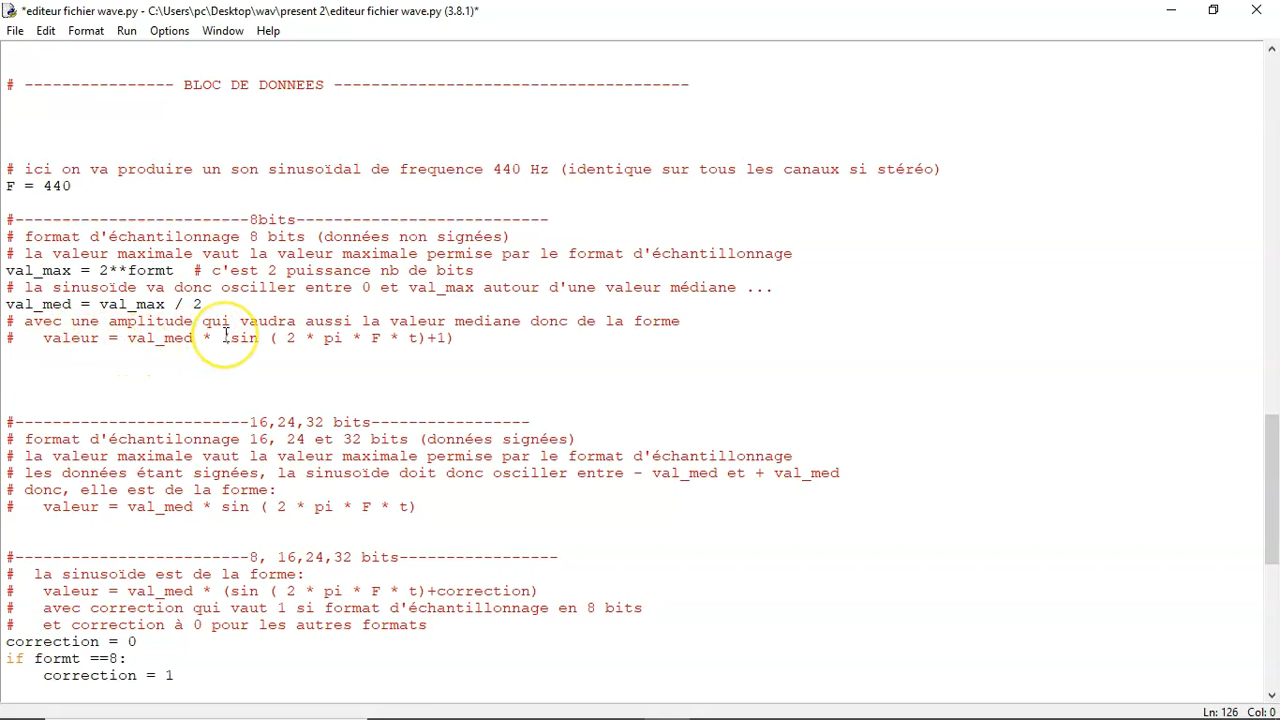 *editeur fichier wave.py - C:\Users\pc\Desktop\wav\present 2\editeur fichier wave.py (3.8.1)*
File Edit Format Run Options Window Help
# ---------------- BLOC DE DONNEES --------------------------------------
# ici on va produire un son sinusoïdal de frequence 440 Hz (identique sur tous les canaux si stéréo)
F = 440
#-------------------------8bits---------------------------
# format d'échantilonnage 8 bits (données non signées)
# la valeur maximale vaut la valeur maximale permise par le format d'échantillonnage
val_max = 2**formt  # c'est 2 puissance nb de bits
# la sinusoïde va donc osciller entre 0 et val_max autour d'une valeur médiane ...
val_med = val_max / 2
# avec une amplitude qui vaudra aussi la valeur mediane donc de la forme
#   valeur = val_med * (sin ( 2 * pi * F * t)+1)
#-------------------------16,24,32 bits-----------------
# format d'échantilonnage 16, 24 et 32 bits (données signées)
# la valeur maximale vaut la valeur maximale permise par le format d'échantillonnage
# les données étant signées, la sinusoïde doit donc osciller entre - val_med et + val_med
# donc, elle est de la forme:
#   valeur = val_med * sin ( 2 * pi * F * t)
#-------------------------8, 16,24,32 bits-----------------
#  la sinusoïde est de la forme:
#   valeur = val_med * (sin ( 2 * pi * F * t)+correction)
#   avec correction qui vaut 1 si format d'échantillonnage en 8 bits
#   et correction à 0 pour les autres formats
correction = 0
if formt ==8:
    correction = 1
Ln: 126 Col: 0